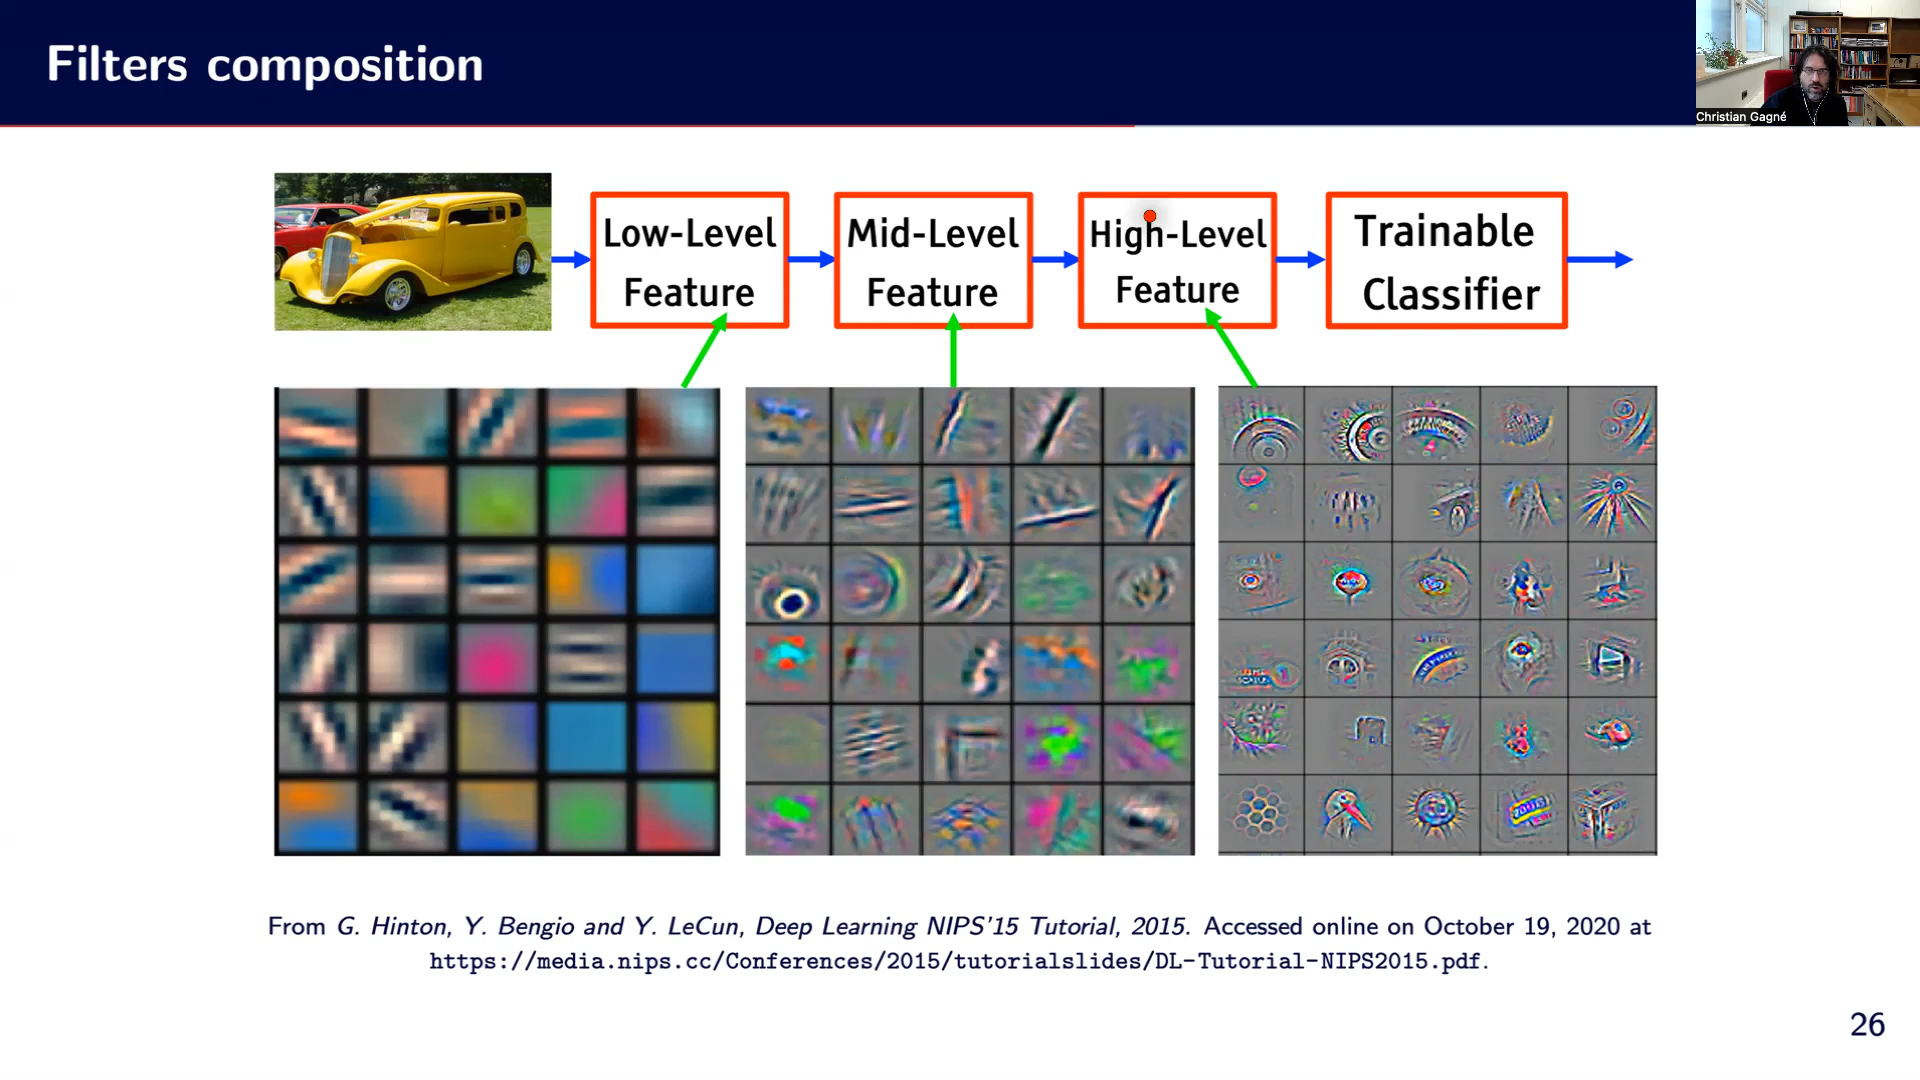 Filters composition
Christian Gagné
Low-Level
Feature
Mid-Level
Feature
High-Level
Feature
Trainable
Classifier
From G. Hinton, Y. Bengio and Y. LeCun, Deep Learning NIPS'15 Tutorial, 2015. Accessed online on October 19, 2020 at
https://media.nips.cc/Conferences/2015/tutorialslides/DL-Tutorial-NIPS2015.pdf.
26